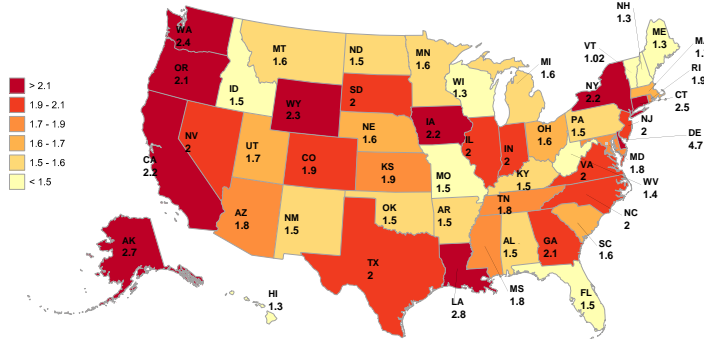 NH
1.3
WA
2.4
VT
1.02
ME
1.3
MT
1.6
ND
1.5
MN
1.6
MI
1.6
RI
1.9
OR
2.1
ID
1.5
WI
1.3
NY
2.2
CT
2.5
> 2.1
1.9 - 2.1
1.7 - 1.9
1.6 - 1.7
1.5 - 1.6
< 1.5
SD
2
WY
2.3
IA
2.2
PA
1.5
NJ
2
NV
2
NE
1.6
IL
2
IN
2
OH
1.6
DE
4.7
UT
1.7
CO
1.9
CA
2.2
KS
1.9
MO
1.5
KY
1.5
VA
2
MD
1.8
WV
1.4
AZ
1.8
NM
1.5
OK
1.5
AR
1.5
TN
1.8
NC
2
AK
2.7
AL
1.5
GA
2.1
SC
1.6
TX
2
HI
1.3
LA
2.8
MS
1.8
FL
1.5